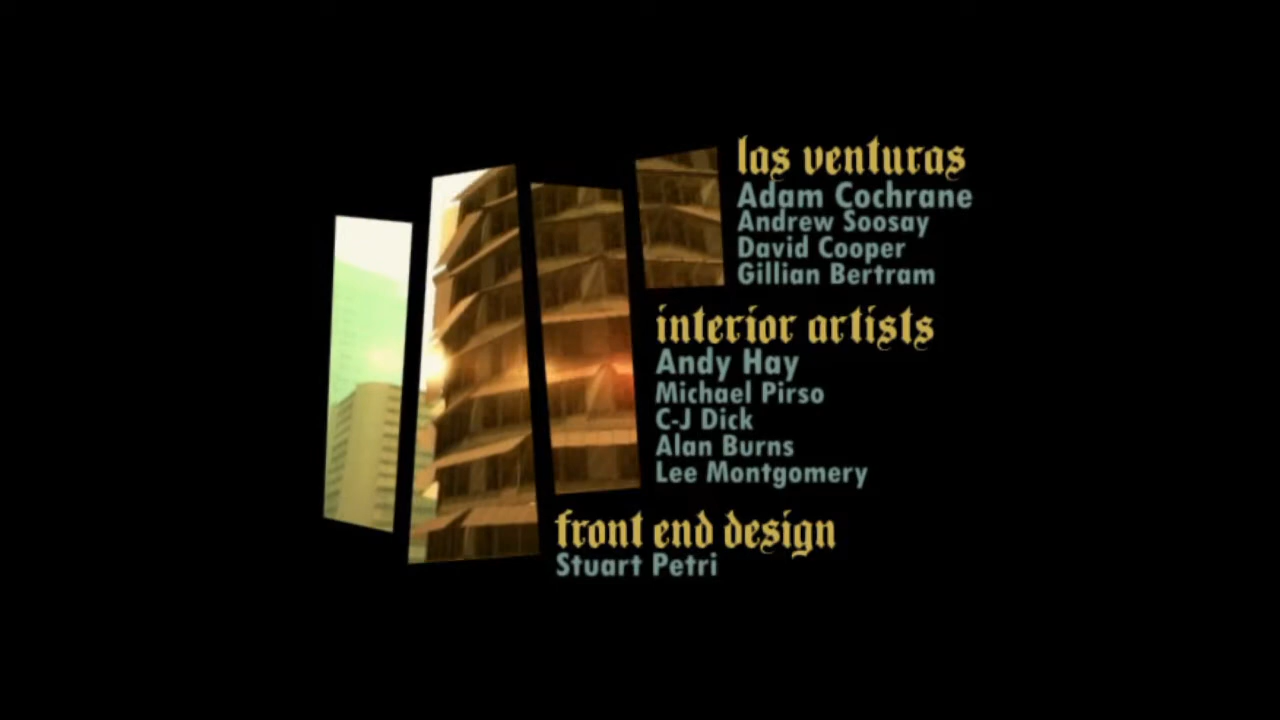 las venturas
Adam Cochrane
Andrew Soosay
David Cooper
Gillian Bertram
interior artists
Andy Hay
Michael Pirso
C-J Dick
Alan Burns
Lee Montgomery
front end design
Stuart Petri